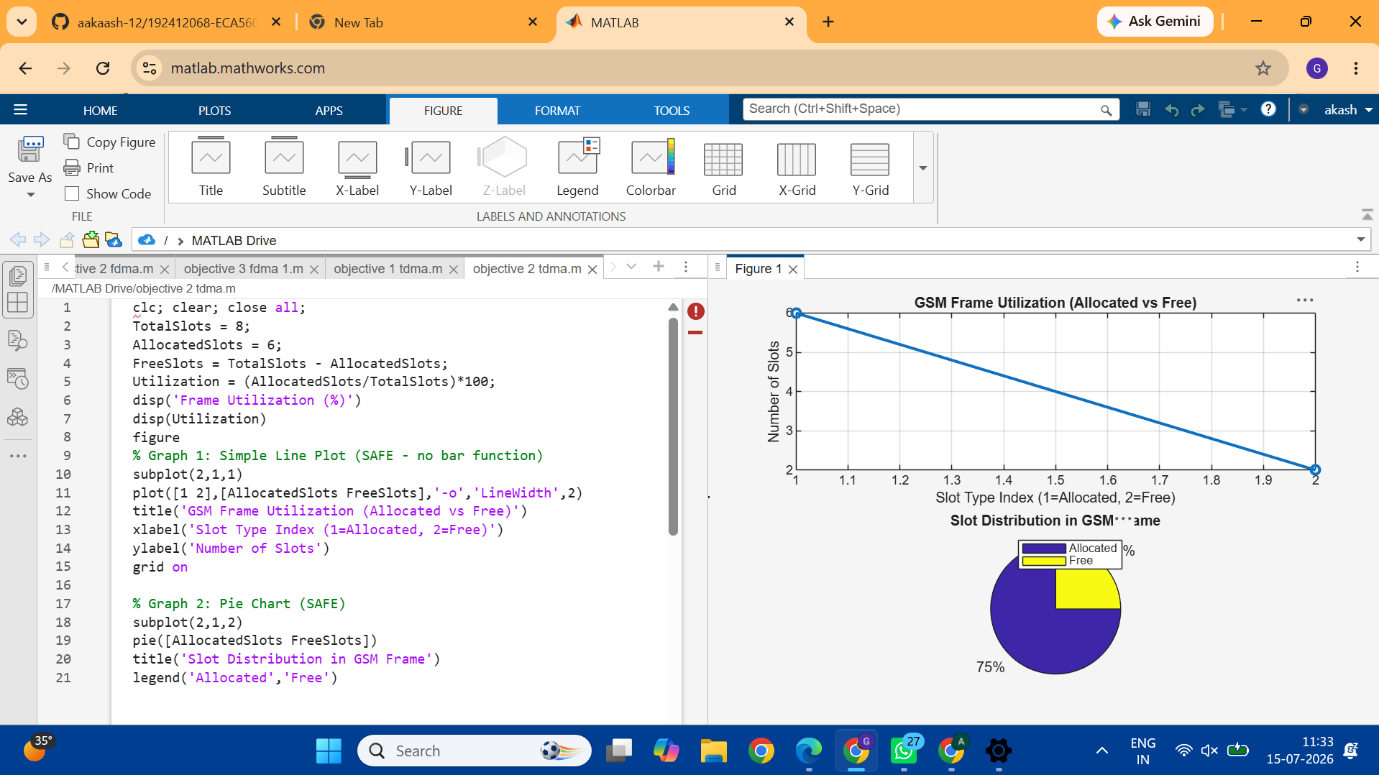 aakaash-12/192412068-ECA560
New Tab
MATLAB
Ask Gemini
matlab.mathworks.com
G
HOME
PLOTS
APPS
FIGURE
FORMAT
TOOLS
Search (Ctrl+Shift+Space)
akash
Save As
Copy Figure
Print
Show Code
FILE
Title
Subtitle
X-Label
Y-Label
Z-Label
Legend
Colorbar
Grid
X-Grid
Y-Grid
LABELS AND ANNOTATIONS
/ > MATLAB Drive
ctive 2 fdma.m
objective 3 fdma 1.m
objective 1 tdma.m
objective 2 tdma.m
/MATLAB Drive/objective 2 tdma.m
1 clc; clear; close all;
2 TotalSlots = 8;
3 AllocatedSlots = 6;
4 FreeSlots = TotalSlots - AllocatedSlots;
5 Utilization = (AllocatedSlots/TotalSlots)*100;
6 disp('Frame Utilization (%)')
7 disp(Utilization)
8 figure
9 % Graph 1: Simple Line Plot (SAFE - no bar function)
10 subplot(2,1,1)
11 plot([1 2],[AllocatedSlots FreeSlots],'-o','LineWidth',2)
12 title('GSM Frame Utilization (Allocated vs Free)')
13 xlabel('Slot Type Index (1=Allocated, 2=Free)')
14 ylabel('Number of Slots')
15 grid on
16
17 % Graph 2: Pie Chart (SAFE)
18 subplot(2,1,2)
19 pie([AllocatedSlots FreeSlots])
20 title('Slot Distribution in GSM Frame')
21 legend('Allocated','Free')
Figure 1
GSM Frame Utilization (Allocated vs Free)
Number of Slots
6
5
4
3
2
1 1.1 1.2 1.3 1.4 1.5 1.6 1.7 1.8 1.9 2
Slot Type Index (1=Allocated, 2=Free)
Slot Distribution in GSM ame
Allocated
Free
%
75%
35°
Search
G
27
A
ENG
IN
11:33
15-07-2026